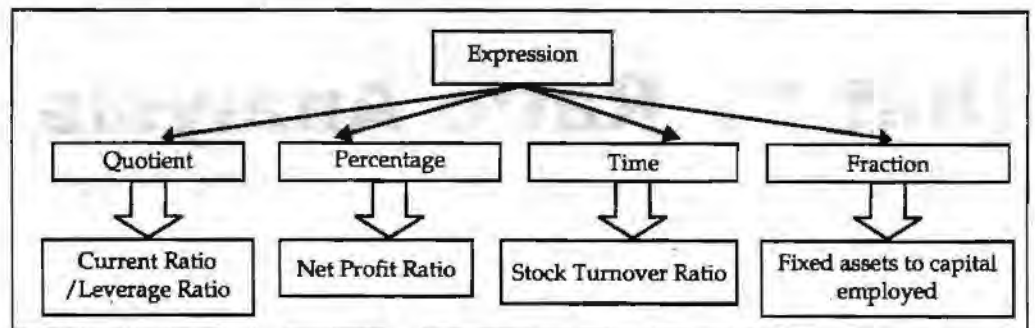 Expression
Quotient
Percentage
Time
Fraction
Current Ratio
/Leverage Ratio
Net Profit Ratio
Stock Turnover Ratio
Fixed assets to capital
employed